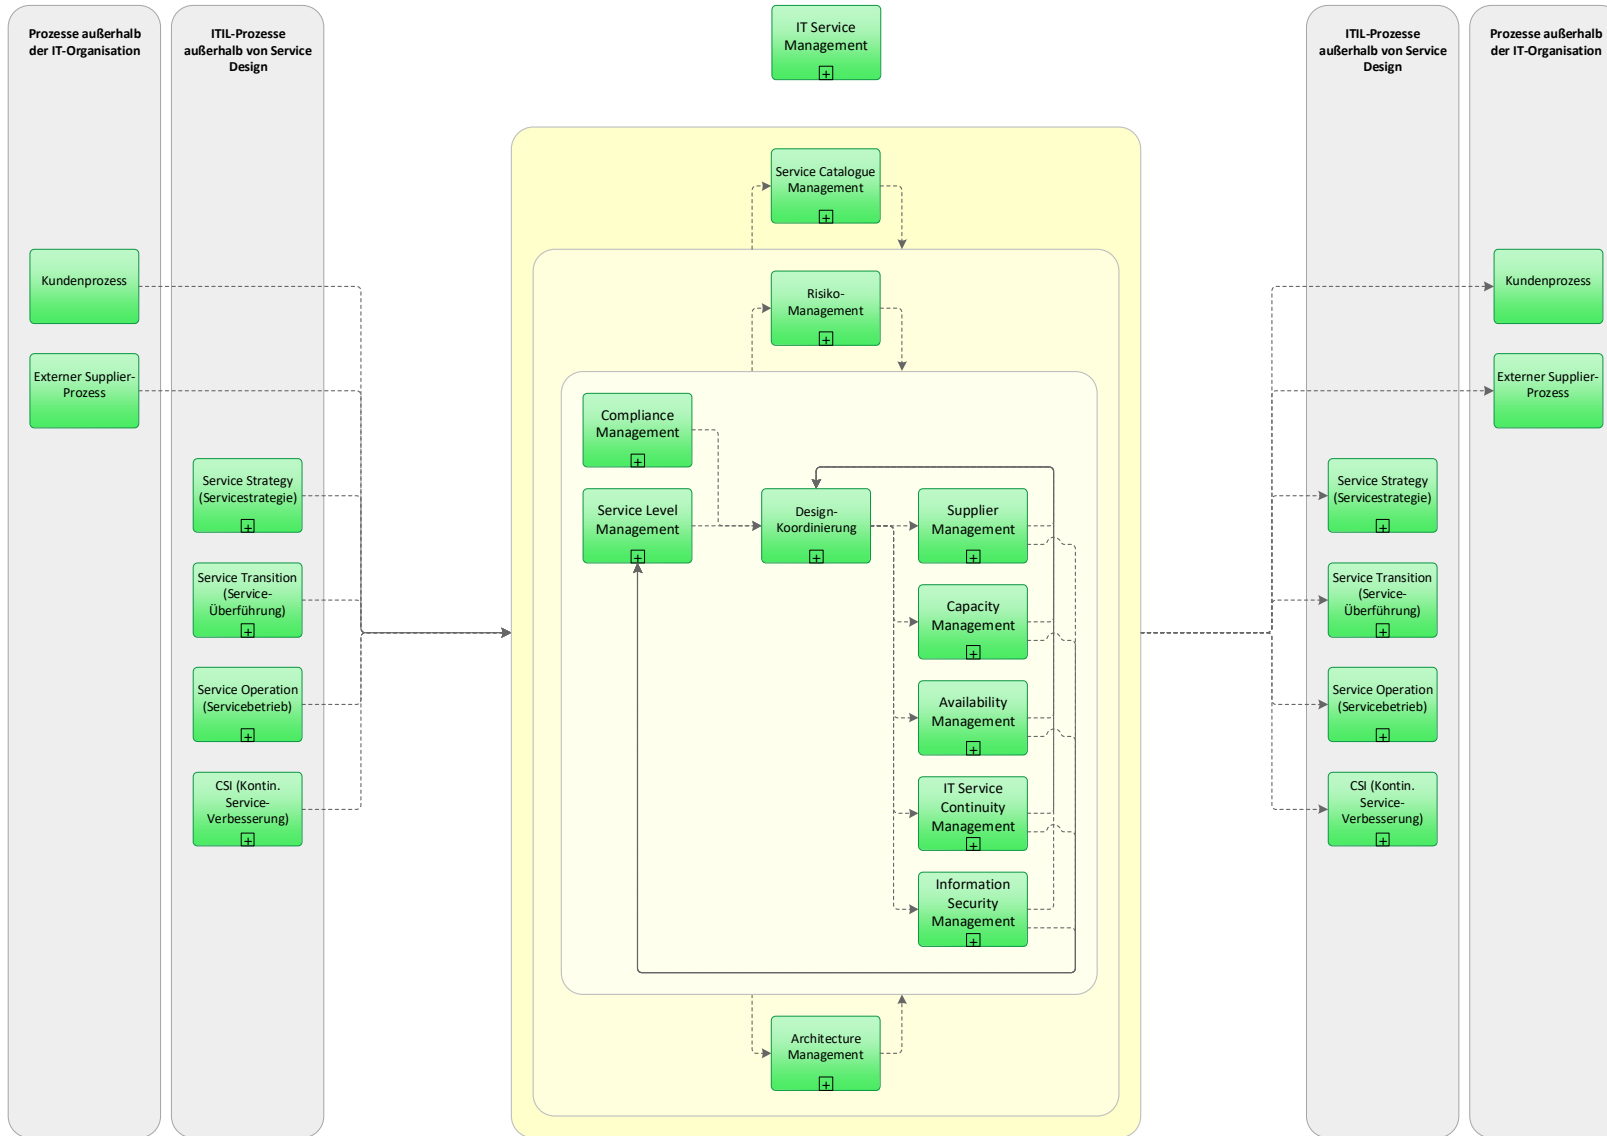 Prozesse außerhalb
der IT-Organisation
ITIL-Prozesse
außerhalb von Service
Design
IT Service
Management
ITIL-Prozesse
außerhalb von Service
Design
Prozesse außerhalb
der IT-Organisation
Service Catalogue
Management
Kundenprozess
Risiko-
Management
Kundenprozess
Externer Supplier-
Prozess
Externer Supplier-
Prozess
Compliance
Management
Service Strategy
(Servicestrategie)
Service Level
Management
Design-
Koordinierung
Supplier
Management
Service Strategy
(Servicestrategie)
Service Transition
(Service-
Überführung)
Capacity
Management
Service Transition
(Service-
Überführung)
Service Operation
(Servicebetrieb)
Availability
Management
Service Operation
(Servicebetrieb)
CSI (Kontin.
Service-
Verbesserung)
IT Service
Continuity
Management
CSI (Kontin.
Service-
Verbesserung)
Information
Security
Management
Architecture
Management